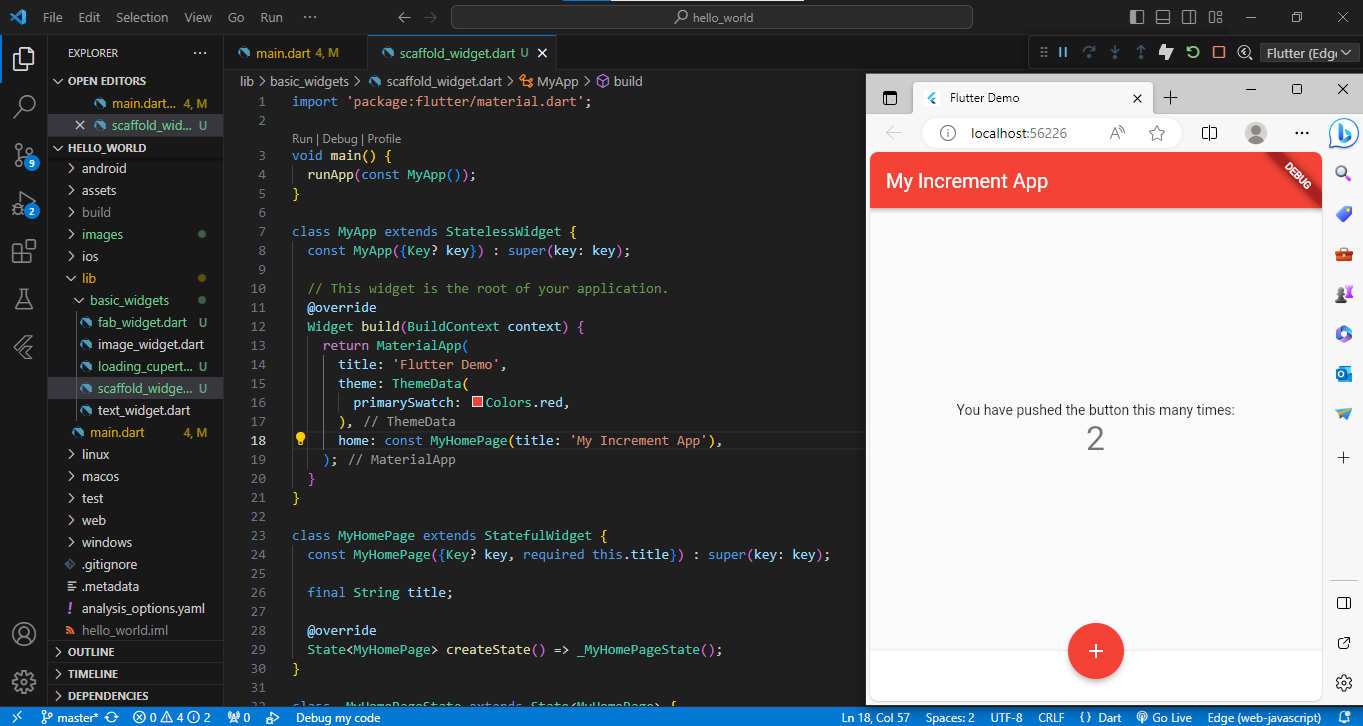 File Edit Selection View Go Run ··· hello_world
EXPLORER ···
OPEN EDITORS
main.dart... 4, M
scaffold_wid... U
HELLO_WORLD
android
assets
build
images
ios
lib
basic_widgets
fab_widget.dart U
image_widget.dart
loading_cupert... U
scaffold_widge... U
text_widget.dart
main.dart 4, M
linux
macos
test
web
windows
.gitignore
.metadata
analysis_options.yaml
hello_world.iml
OUTLINE
TIMELINE
DEPENDENCIES
9
2
main.dart 4, M scaffold_widget.dart U
Flutter (Edge
lib > basic_widgets > scaffold_widget.dart > MyApp > build
1 import 'package:flutter/material.dart';
2
Run | Debug | Profile
3 void main() {
4 runApp(const MyApp());
5 }
6
7 class MyApp extends StatelessWidget {
8 const MyApp({Key? key}) : super(key: key);
9
10 // This widget is the root of your application.
11 @override
12 Widget build(BuildContext context) {
13 return MaterialApp(
14 title: 'Flutter Demo',
15 theme: ThemeData(
16 primarySwatch: Colors.red,
17 ), // ThemeData
18 home: const MyHomePage(title: 'My Increment App'),
19 ); // MaterialApp
20 }
21 }
22
23 class MyHomePage extends StatefulWidget {
24 const MyHomePage({Key? key, required this.title}) : super(key: key);
25
26 final String title;
27
28 @override
29 State<MyHomePage> createState() => _MyHomePageState();
30 }
31
32 class _MyHomePageState extends State<MyHomePage> {
Flutter Demo
localhost:56226
My Increment App
DEBUG
You have pushed the button this many times:
2
+
master* 0 4 2 0 Debug my code Ln 18, Col 57 Spaces: 2 UTF-8 CRLF {} Dart Go Live Edge (web-javascript)